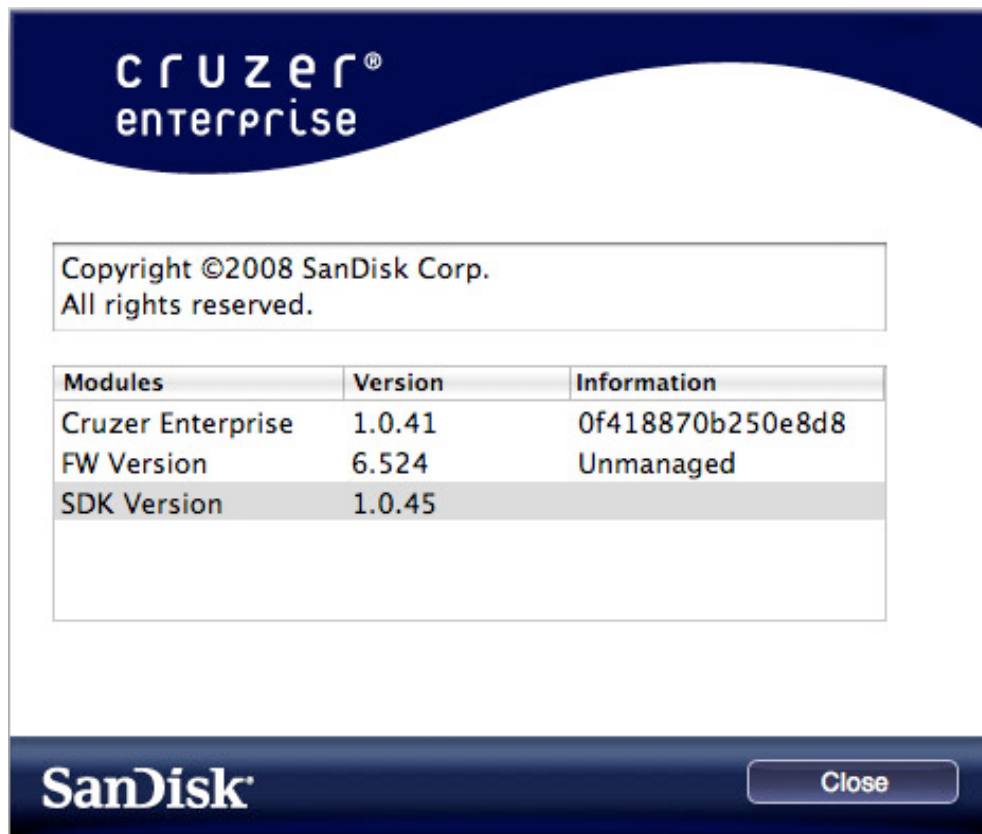 cruzer®
enterprise
Copyright ©2008 SanDisk Corp.
All rights reserved.
Modules Version Information
Cruzer Enterprise 1.0.41 0f418870b250e8d8
FW Version 6.524 Unmanaged
SDK Version 1.0.45
SanDisk
Close